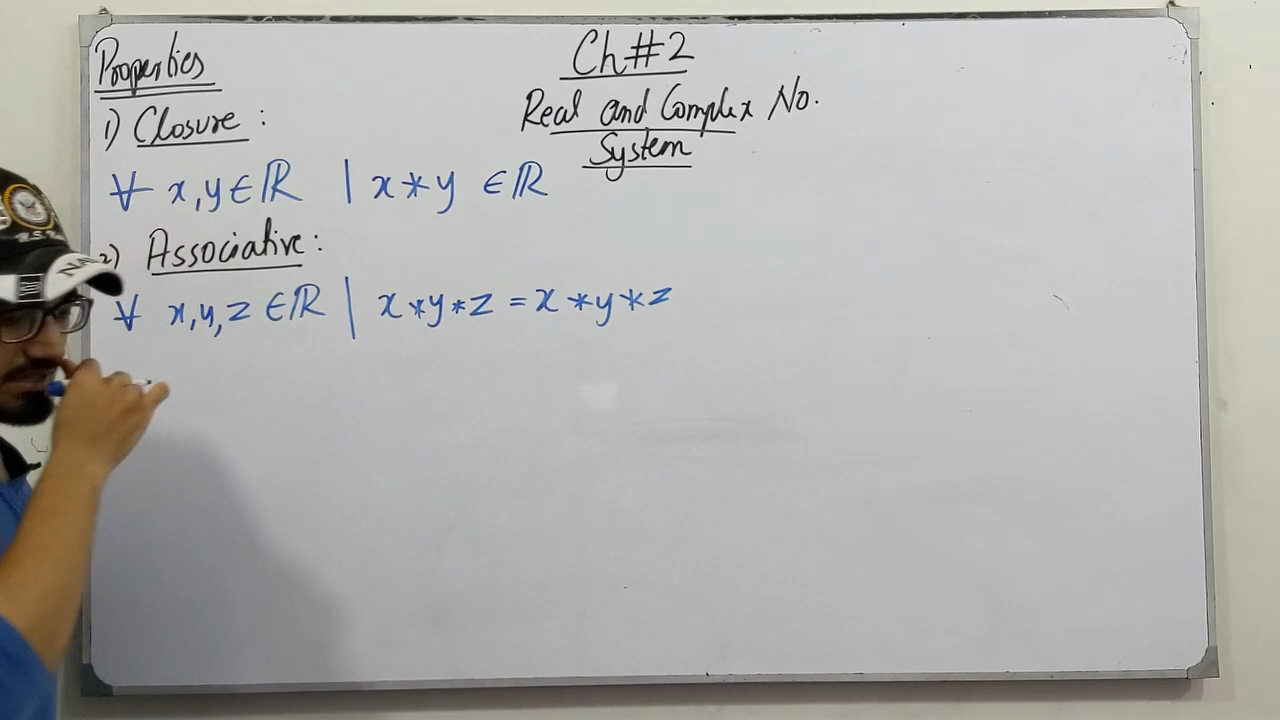 Properties
Ch#2
Real and Complex No.
System
1) Closure :
∀ x,y ∈ ℝ | x * y ∈ ℝ
2) Associative :
∀ x,y,z ∈ ℝ | x * y * z = x * y * z